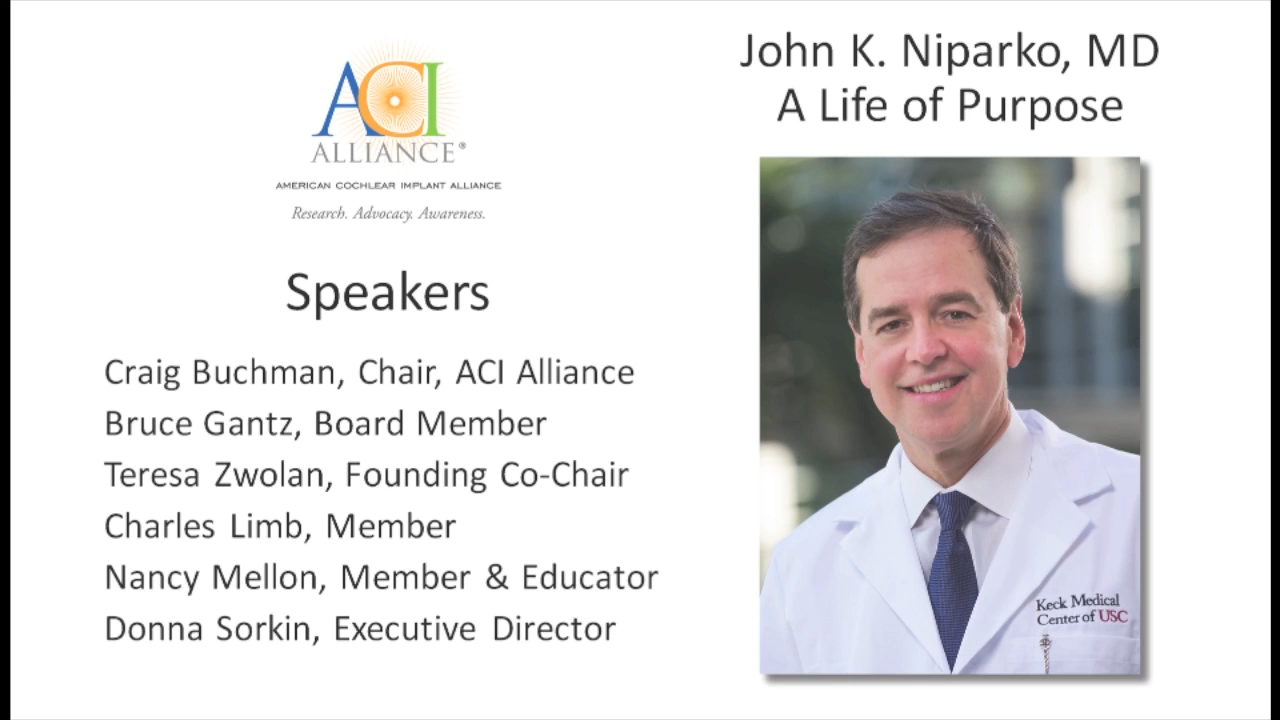 ACI
ALLIANCE®
AMERICAN COCHLEAR IMPLANT ALLIANCE
Research. Advocacy. Awareness.
Speakers
Craig Buchman, Chair, ACI Alliance
Bruce Gantz, Board Member
Teresa Zwolan, Founding Co-Chair
Charles Limb, Member
Nancy Mellon, Member & Educator
Donna Sorkin, Executive Director
John K. Niparko, MD
A Life of Purpose
Keck Medical
Center of USC